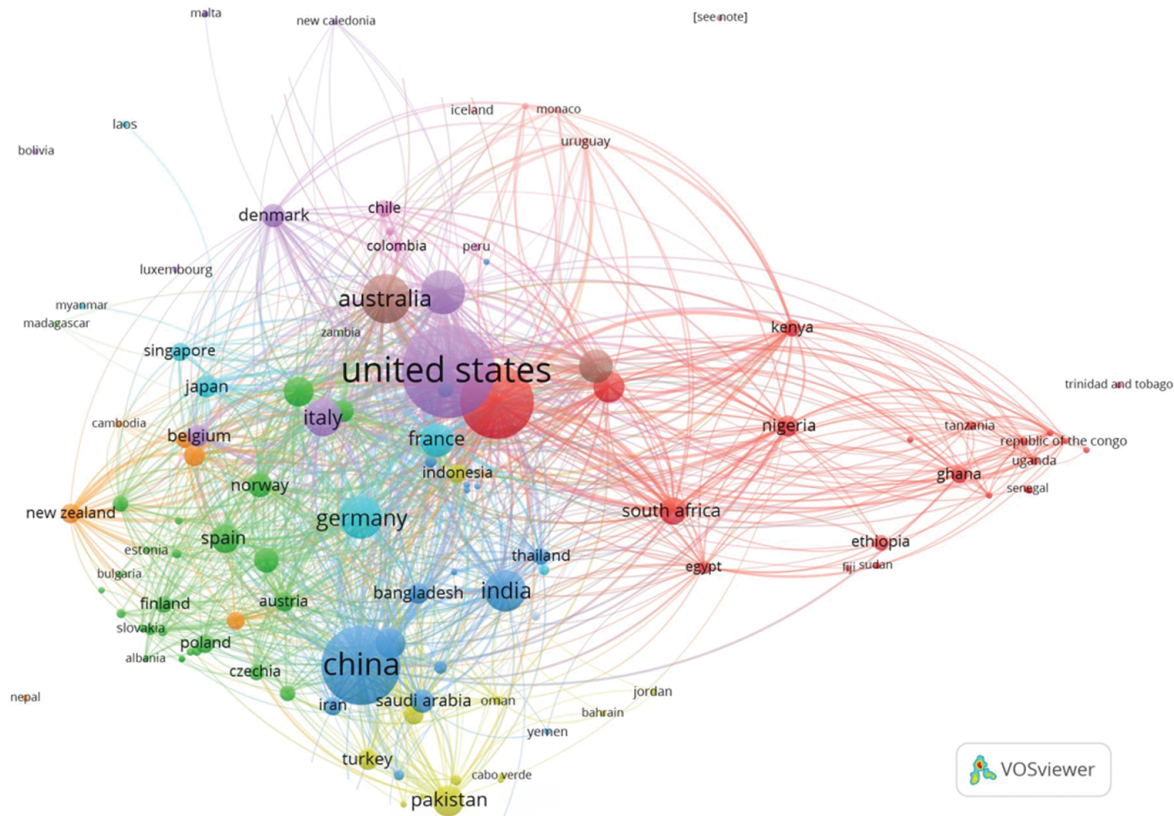 malta
new caledonia
[see note]
iceland
monaco
laos
uruguay
bolivia
chile
denmark
colombia
peru
luxembourg
australia
myanmar
madagascar
zambia
kenya
singapore
united states
japan
trinidad and tobago
italy
cambodia
nigeria
tanzania
belgium
france
republic of the congo
uganda
indonesia
ghana
norway
senegal
new zealand
germany
south africa
spain
ethiopia
estonia
thailand
egypt
fiji
sudan
bulgaria
bangladesh
india
finland
austria
slovakia
poland
albania
czechia
china
nepal
iran
saudi arabia
oman
jordan
bahrain
yemen
turkey
cabo verde
pakistan
VOSviewer